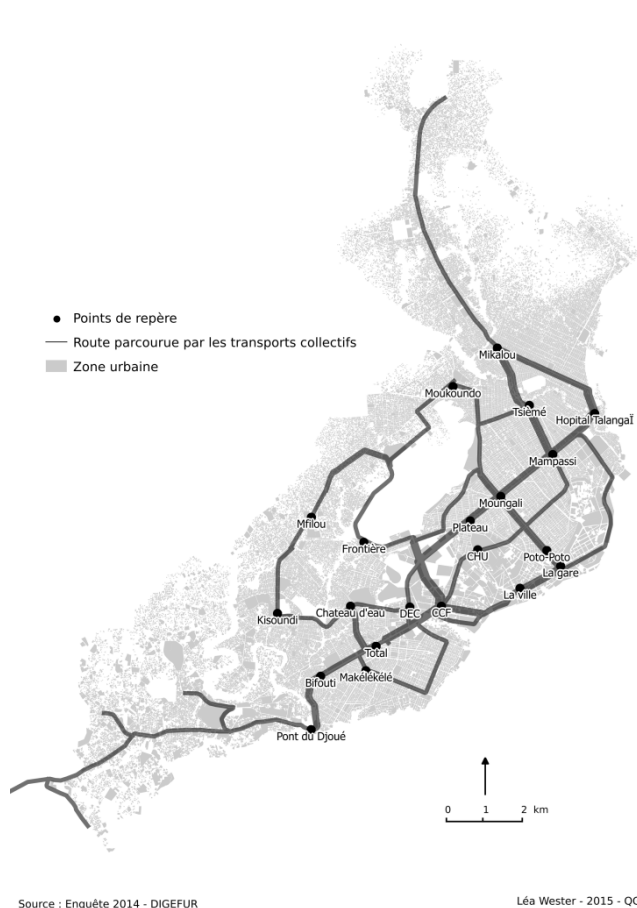 Points de repère
Route parcourue par les transports collectifs
Zone urbaine
Mikalou
Moukoundo
Tsièmé
Hopital TalangaÏ
Mampassi
Moungali
Mfilou
Plateau
Frontière
CHU
Poto-Poto
La gare
La ville
Kisoundi
Chateau d'eau
DEC
CCF
Total
Bifouti
Makélékélé
Pont du Djoué
0 1 2 km
Source : Enquête 2014 - DIGEFUR
Léa Wester - 2015 - QG